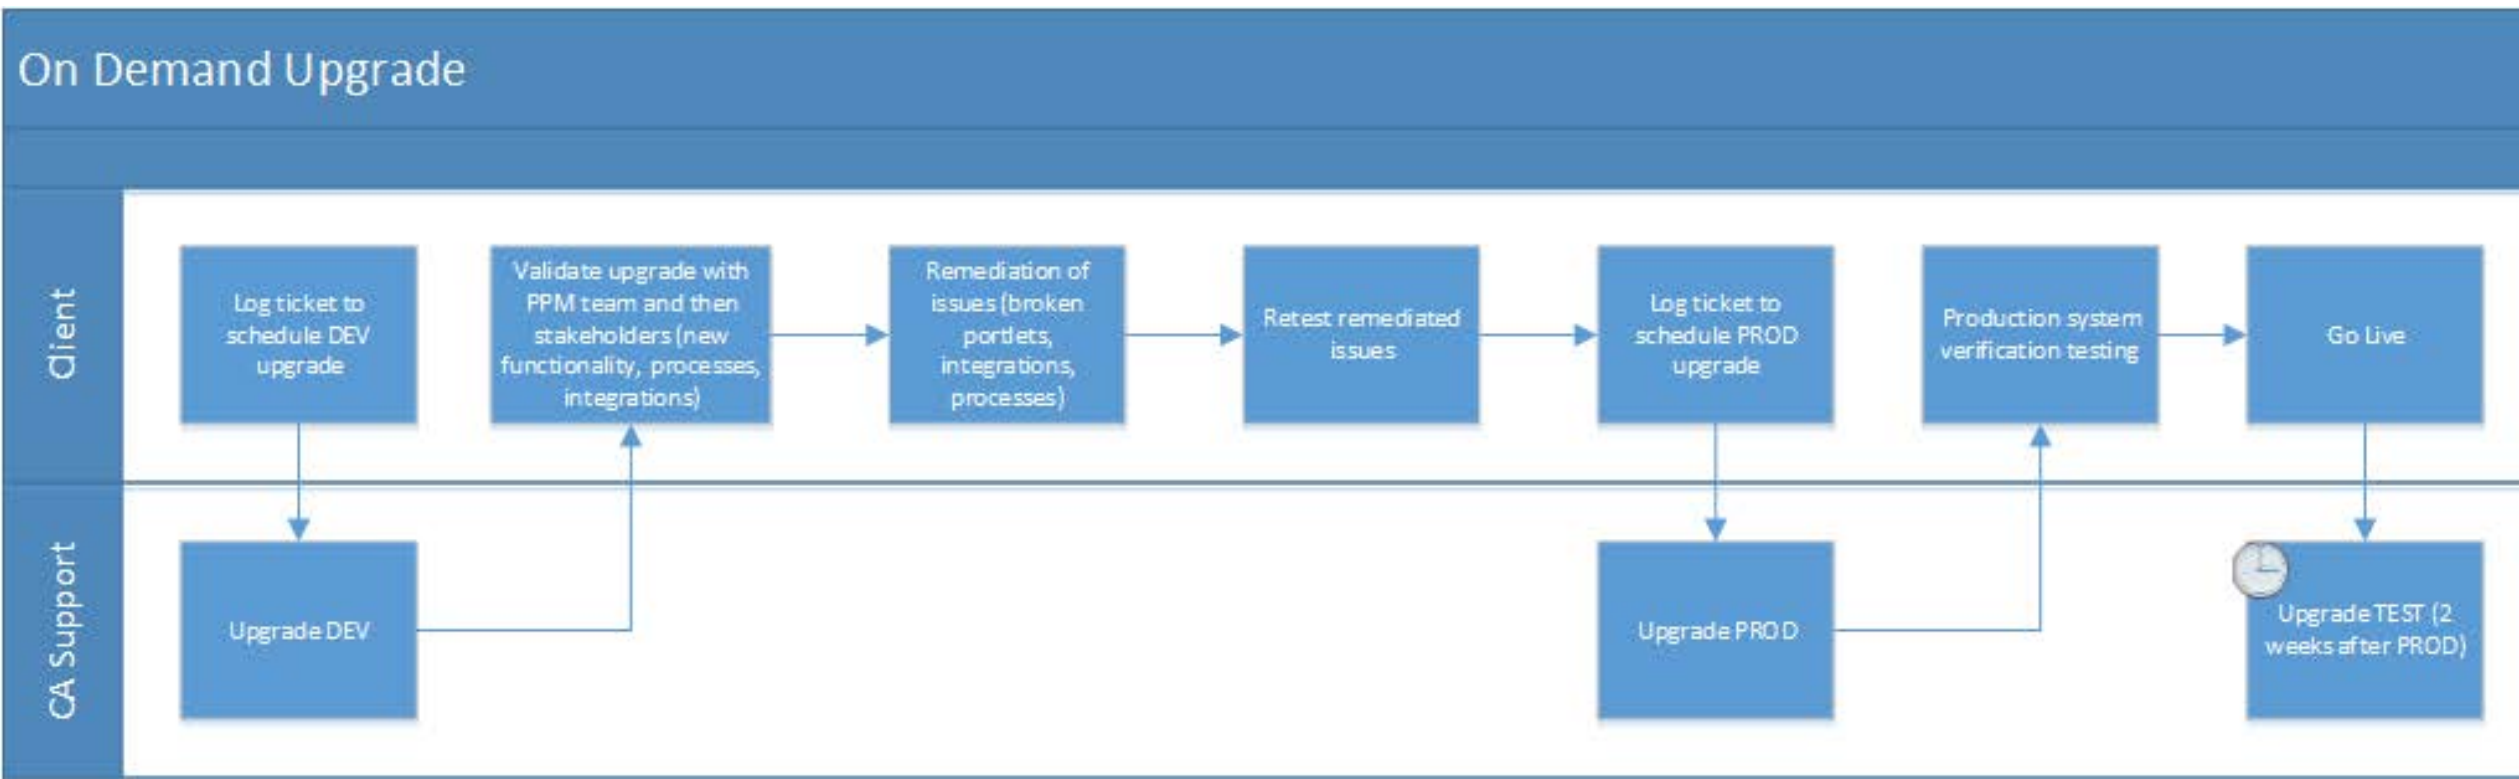 On Demand Upgrade
Client
Log ticket to
schedule DEV
upgrade
Validate upgrade with
PPM team and then
stakeholders (new
functionality, processes,
integrations)
Remediation of
issues (broken
portlets,
integrations,
processes)
Retest remediated
issues
Log ticket to
schedule PROD
upgrade
Production system
verification testing
Go Live
CA Support
Upgrade DEV
Upgrade PROD
Upgrade TEST (2
weeks after PROD)